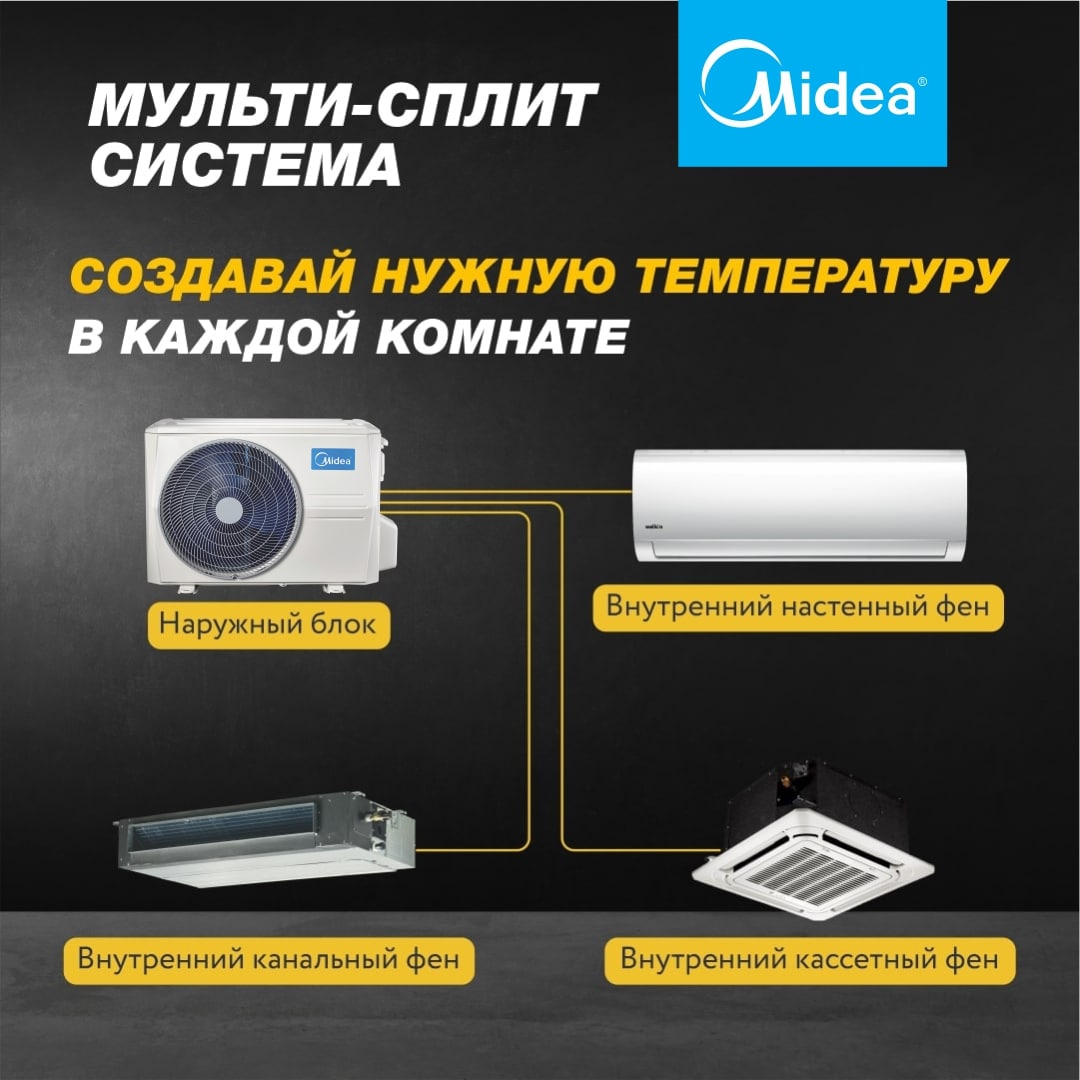 Midea®
МУЛЬТИ-СПЛИТ
СИСТЕМА
СОЗДАВАЙ НУЖНУЮ ТЕМПЕРАТУРУ
В КАЖДОЙ КОМНАТЕ
Midea
Наружный блок
Внутренний настенный фен
Внутренний канальный фен
Внутренний кассетный фен